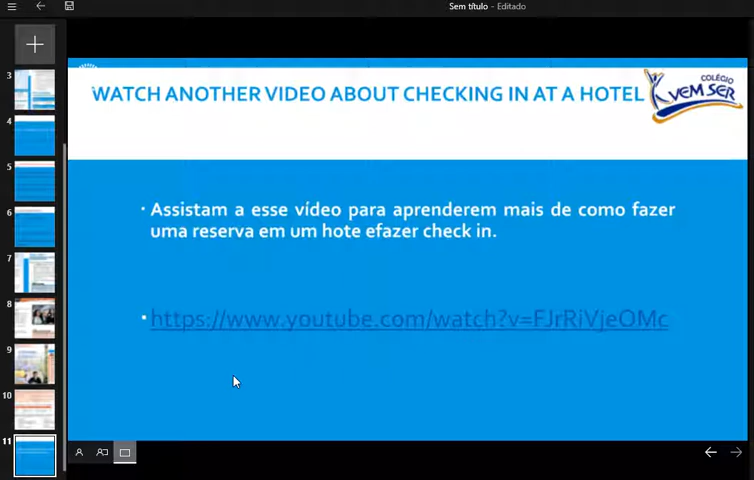 Sem título - Editado
WATCH ANOTHER VIDEO ABOUT CHECKING IN AT A HOTEL
COLÉGIO
VEM SER
Assistam a esse vídeo para aprenderem mais de como fazer
uma reserva em um hote efazer check in.
https://www.youtube.com/watch?v=FJrRiVjeOMc
3
4
5
6
7
8
9
10
11